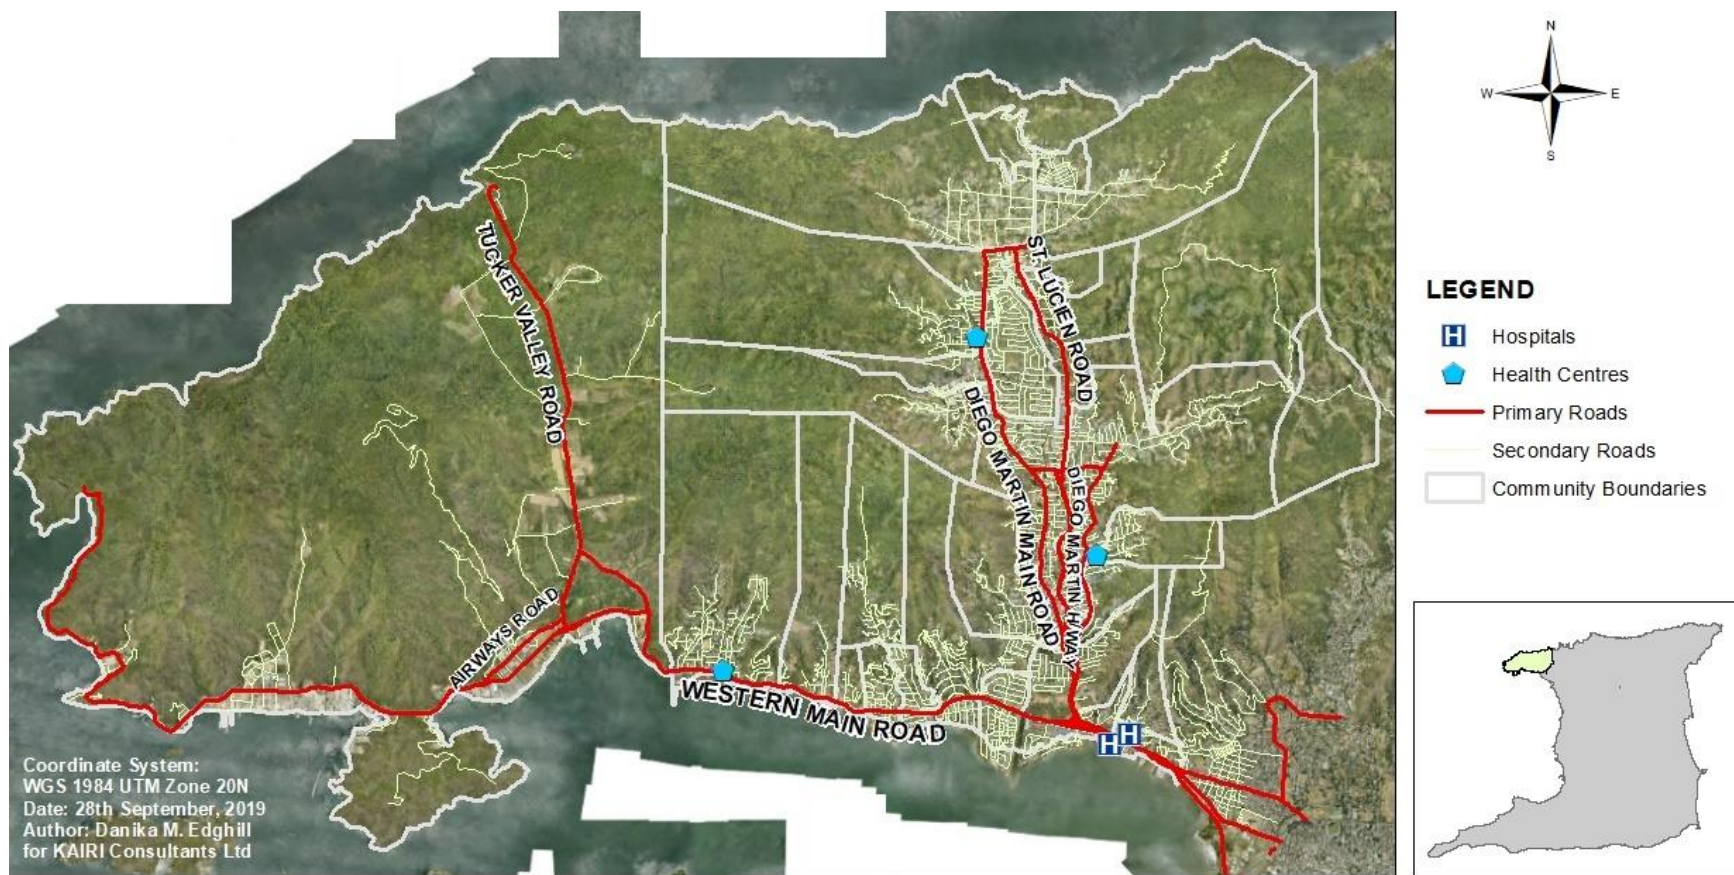 N
W
E
S
TUCKER VALLEY ROAD
ST. LUCIEN ROAD
DIEGO MARTIN MAIN ROAD
DIEGO MARTIN H/WAY
AIRWAYS ROAD
WESTERN MAIN ROAD
H
H
LEGEND
H Hospitals
Health Centres
Primary Roads
Secondary Roads
Community Boundaries
Coordinate System:
WGS 1984 UTM Zone 20N
Date: 28th September, 2019
Author: Danika M. Edghill
for KAIRI Consultants Ltd